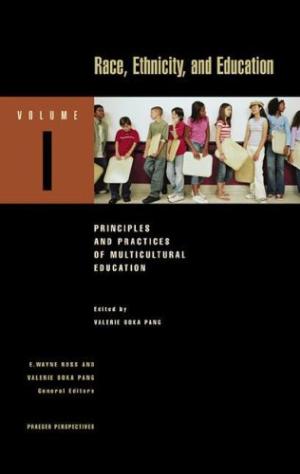 Race, Ethnicity, and Education
VOLUME
I
PRINCIPLES
AND PRACTICES
OF MULTICULTURAL
EDUCATION
Edited by
VALERIE OOKA PANG
E. WAYNE ROSS AND
VALERIE OOKA PANG
General Editors
PRAEGER PERSPECTIVES